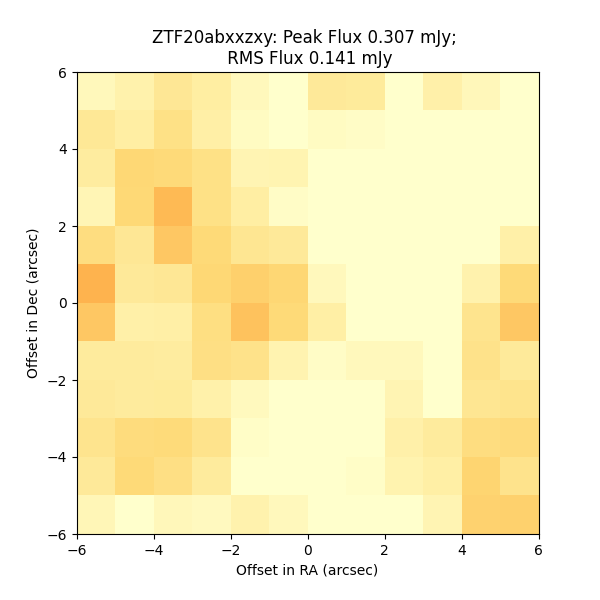 ZTF20abxxzxy: Peak Flux 0.307 mJy;
RMS Flux 0.141 mJy
6
4
2
0
−2
−4
−6
Offset in Dec (arcsec)
−6 −4 −2 0 2 4 6
Offset in RA (arcsec)